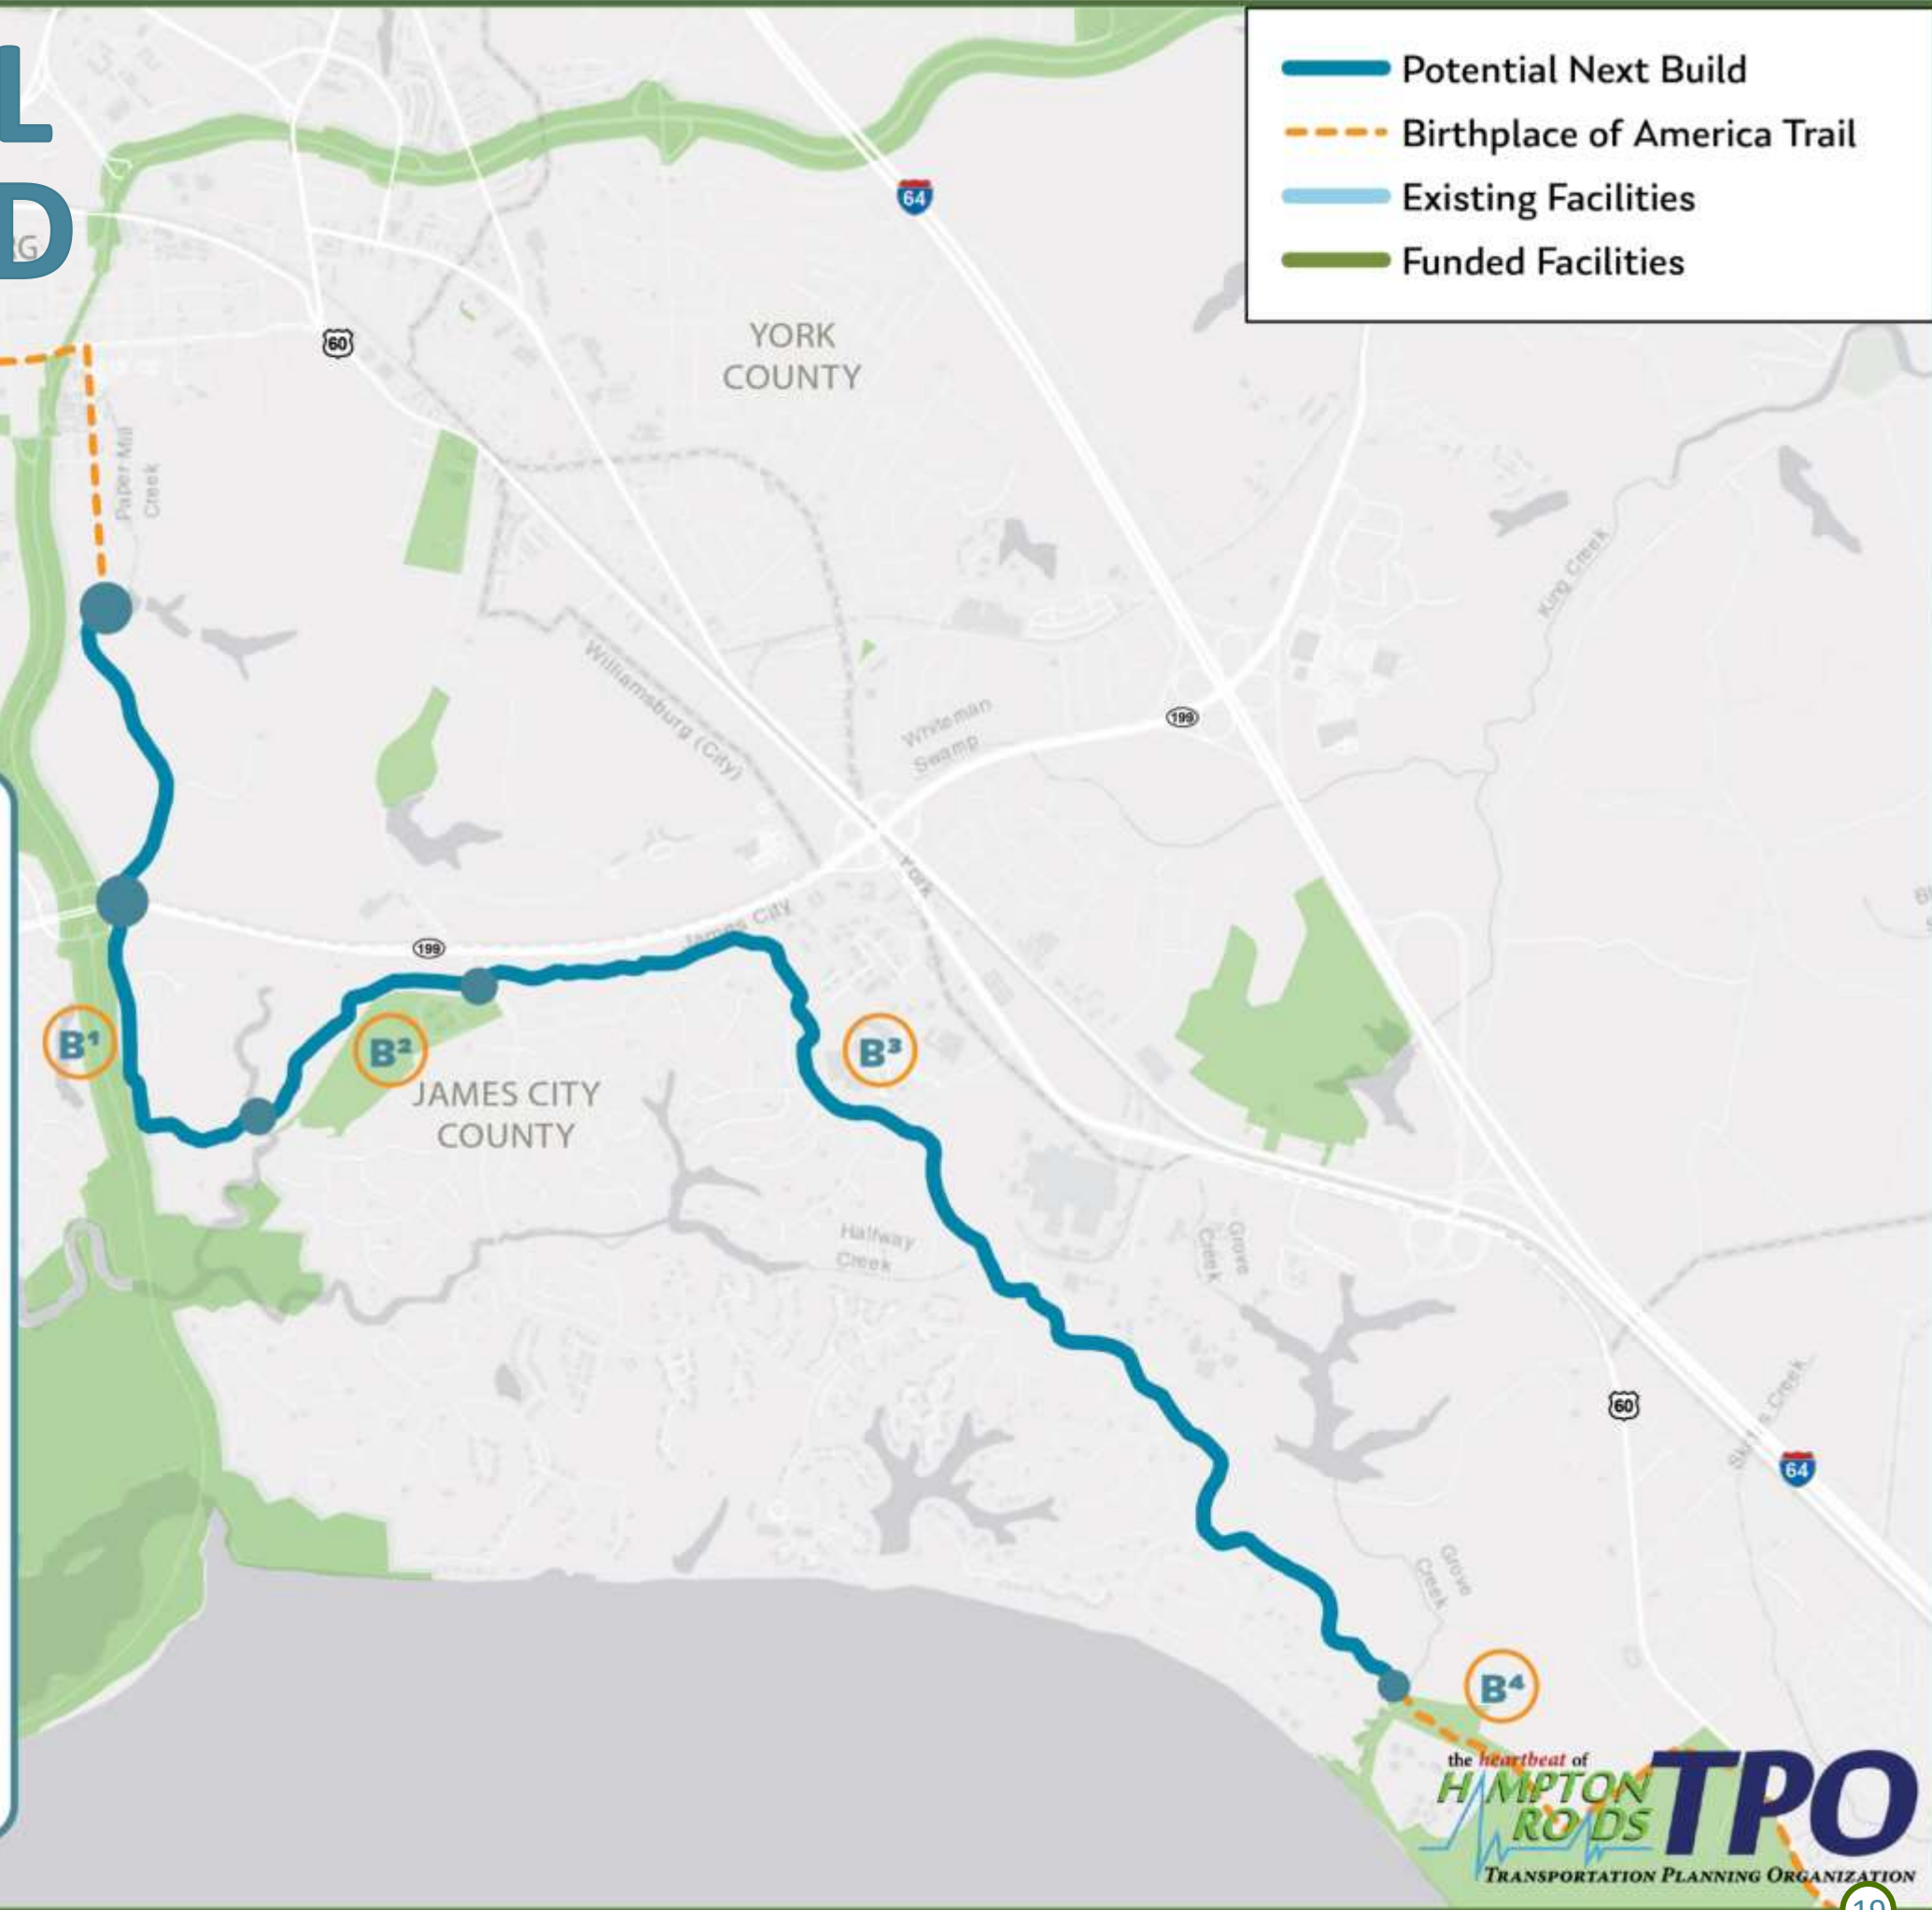 L
D
Potential Next Build
Birthplace of America Trail
Existing Facilities
Funded Facilities
64
RG
60
YORK
COUNTY
Paper Mill
Creek
King Creek
Williamsburg (City)
Whiteman
Swamp
199
York
James City
199
B¹
B²
B³
JAMES CITY
COUNTY
Halfway
Creek
Grove
Creek
60
64
Grove
Creek
B⁴
the heartbeat of
HAMPTON
ROADS
TPO
TRANSPORTATION PLANNING ORGANIZATION